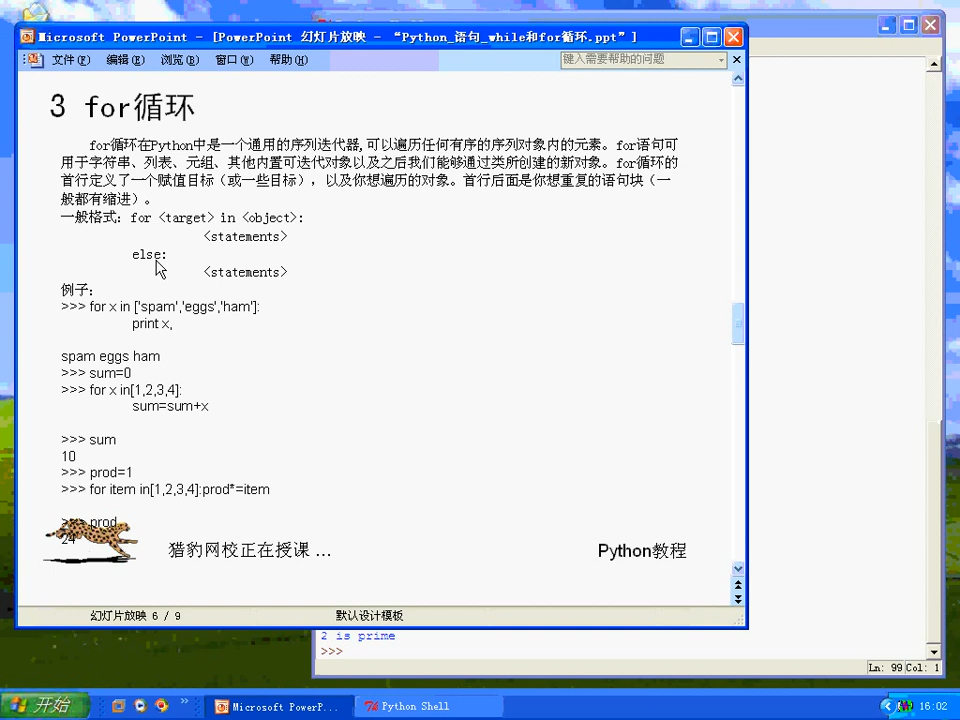 Microsoft PowerPoint - [PowerPoint 幻灯片放映 - “Python_语句_while和for循环.ppt”]
文件(F) 编辑(E) 浏览(B) 窗口(W) 帮助(H)
键入需要帮助的问题
3 for循环
for循环在Python中是一个通用的序列迭代器,可以遍历任何有序的序列对象内的元素。for语句可
用于字符串、列表、元组、其他内置可迭代对象以及之后我们能够通过类所创建的新对象。for循环的
首行定义了一个赋值目标（或一些目标），以及你想遍历的对象。首行后面是你想重复的语句块（一
般都有缩进）。
一般格式：for <target> in <object>:
<statements>
else:
<statements>
例子：
>>> for x in ['spam','eggs','ham']:
print x,
spam eggs ham
>>> sum=0
>>> for x in[1,2,3,4]:
sum=sum+x
>>> sum
10
>>> prod=1
>>> for item in[1,2,3,4]:prod*=item
>>> prod
24
猎豹网校正在授课 ...
Python教程
幻灯片放映 6 / 9
默认设计模板
2 is prime
>>>
Ln: 99 Col: 1
开始
Microsoft PowerP...
Python Shell
16:02